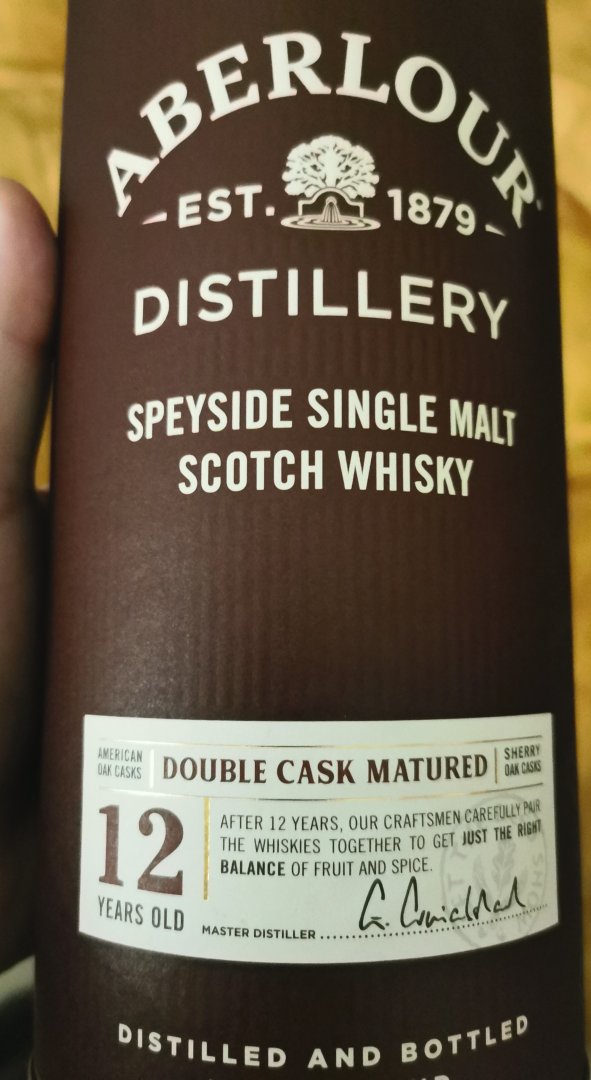 ABERLOUR
EST. 1879
DISTILLERY
SPEYSIDE SINGLE MALT
SCOTCH WHISKY
AMERICAN
OAK CASKS
DOUBLE CASK MATURED
SHERRY
OAK CASKS
12
YEARS OLD
AFTER 12 YEARS, OUR CRAFTSMEN CAREFULLY PAIR
THE WHISKIES TOGETHER TO GET JUST THE RIGHT
BALANCE OF FRUIT AND SPICE.
MASTER DISTILLER
DISTILLED AND BOTTLED